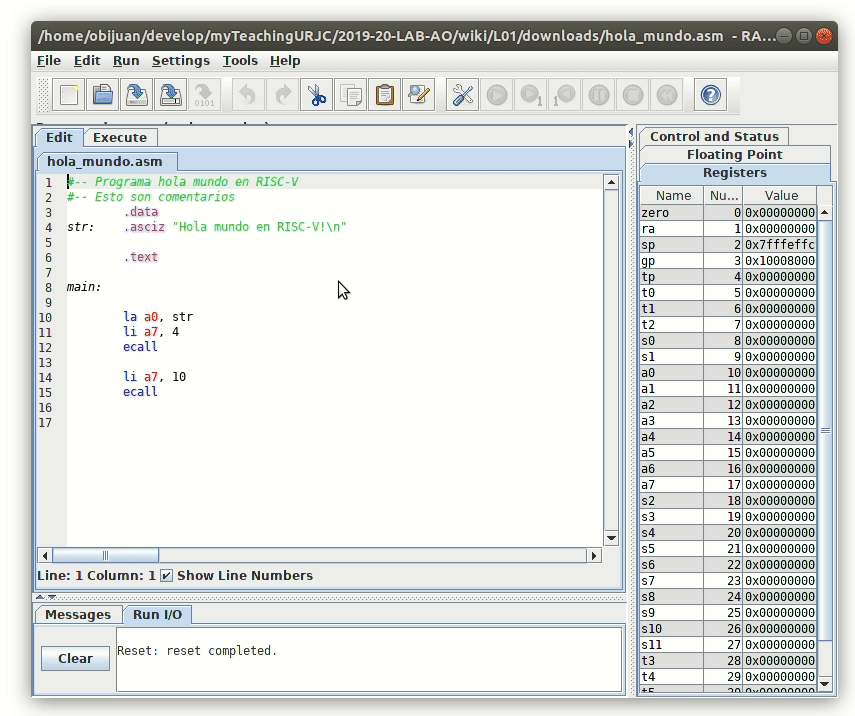 /home/obijuan/develop/myTeachingURJC/2019-20-LAB-AO/wiki/L01/downloads/hola_mundo.asm - RA...
File Edit Run Settings Tools Help
Edit Execute
hola_mundo.asm
1 #-- Programa hola mundo en RISC-V
2 #-- Esto son comentarios
3 .data
4 str: .asciz "Hola mundo en RISC-V!\n"
5
6 .text
7
8 main:
9
10 la a0, str
11 li a7, 4
12 ecall
13
14 li a7, 10
15 ecall
16
17
Line: 1 Column: 1 Show Line Numbers
Messages Run I/O
Clear
Reset: reset completed.
Control and Status
Floating Point
Registers
Name Nu... Value
zero 0 0x00000000
ra 1 0x00000000
sp 2 0x7fffeffc
gp 3 0x10008000
tp 4 0x00000000
t0 5 0x00000000
t1 6 0x00000000
t2 7 0x00000000
s0 8 0x00000000
s1 9 0x00000000
a0 10 0x00000000
a1 11 0x00000000
a2 12 0x00000000
a3 13 0x00000000
a4 14 0x00000000
a5 15 0x00000000
a6 16 0x00000000
a7 17 0x00000000
s2 18 0x00000000
s3 19 0x00000000
s4 20 0x00000000
s5 21 0x00000000
s6 22 0x00000000
s7 23 0x00000000
s8 24 0x00000000
s9 25 0x00000000
s10 26 0x00000000
s11 27 0x00000000
t3 28 0x00000000
t4 29 0x00000000